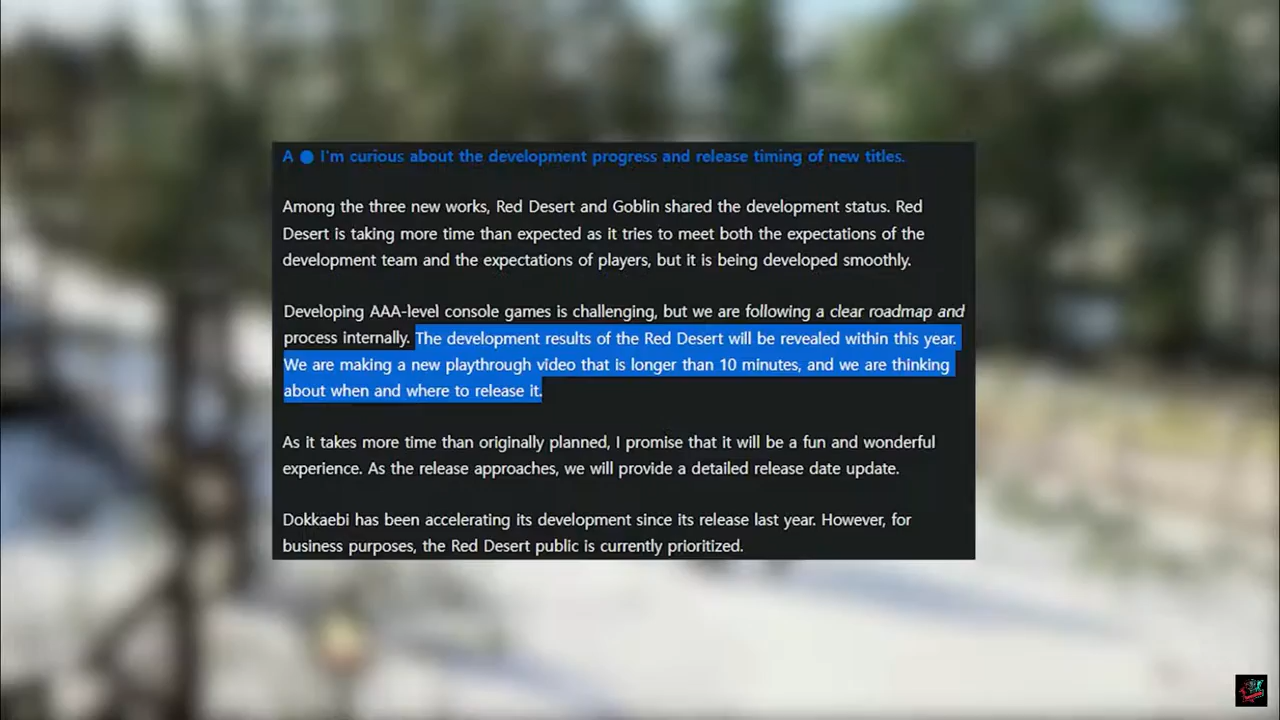 A ● I'm curious about the development progress and release timing of new titles.
Among the three new works, Red Desert and Goblin shared the development status. Red
Desert is taking more time than expected as it tries to meet both the expectations of the
development team and the expectations of players, but it is being developed smoothly.
Developing AAA-level console games is challenging, but we are following a clear roadmap and
process internally. The development results of the Red Desert will be revealed within this year.
We are making a new playthrough video that is longer than 10 minutes, and we are thinking
about when and where to release it.
As it takes more time than originally planned, I promise that it will be a fun and wonderful
experience. As the release approaches, we will provide a detailed release date update.
Dokkaebi has been accelerating its development since its release last year. However, for
business purposes, the Red Desert public is currently prioritized.